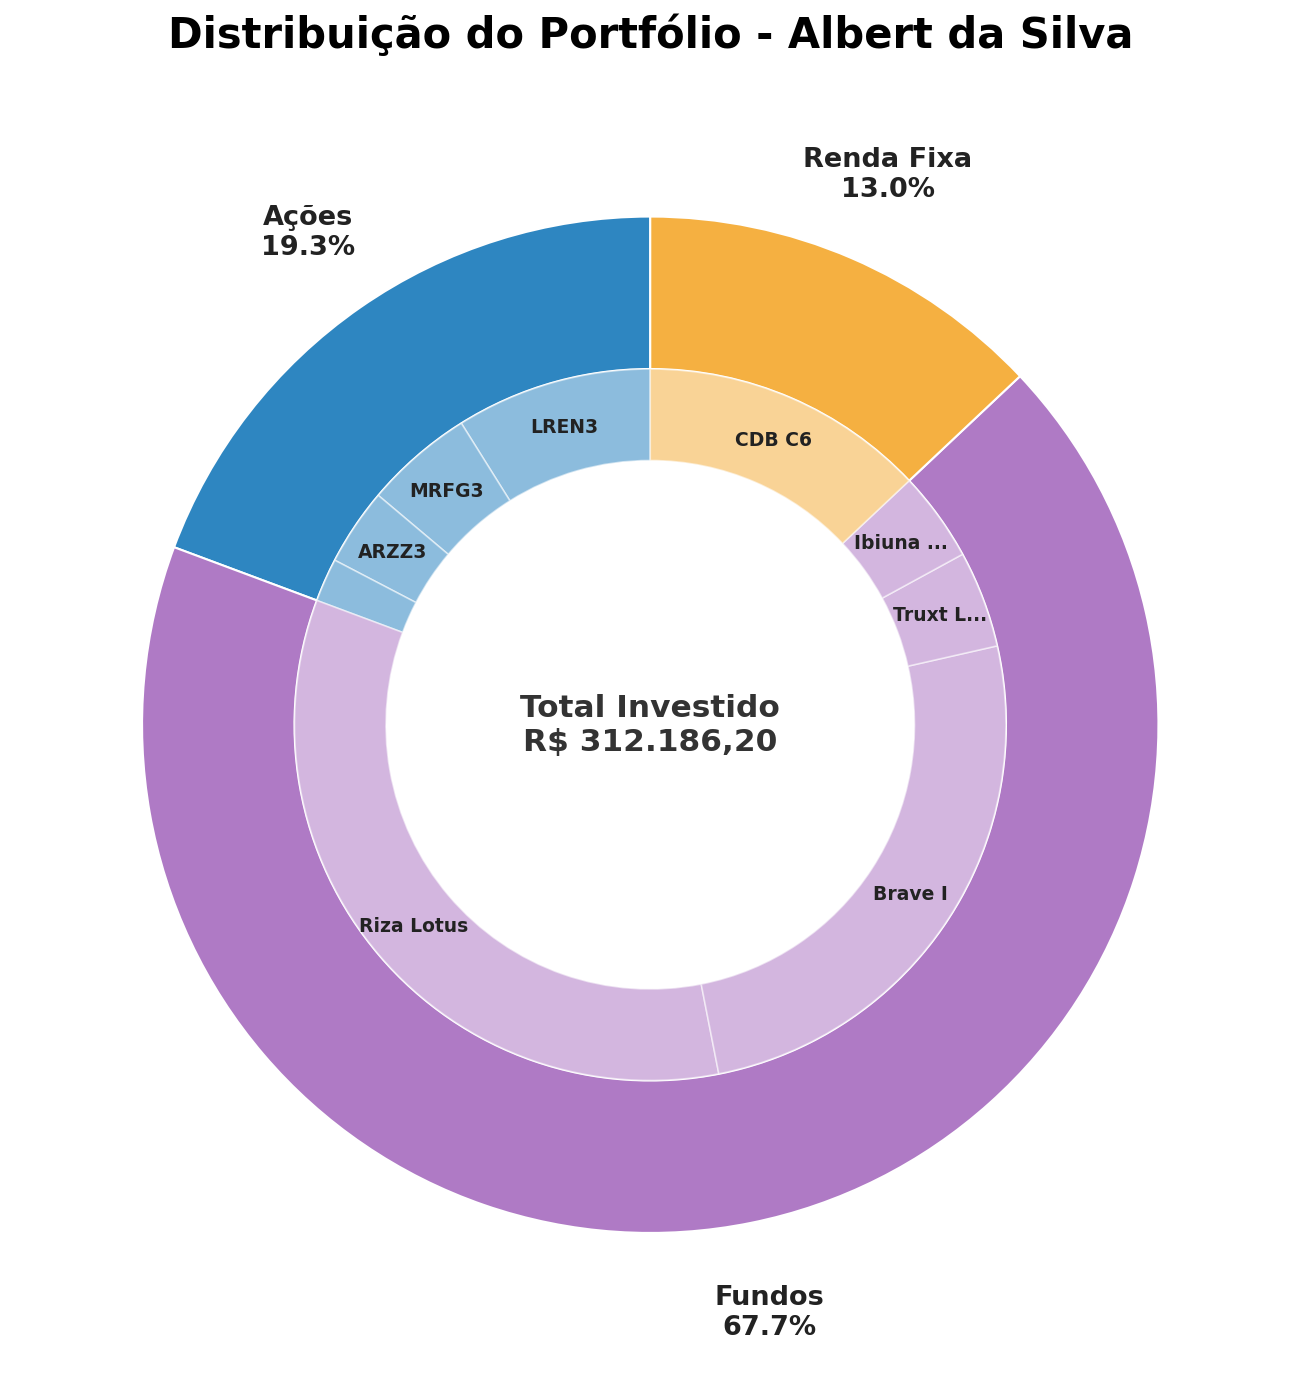 Distribuição do Portfólio - Albert da Silva
Renda Fixa
13.0%
Ações
19.3%
LREN3
CDB C6
MRFG3
ARZZ3
Ibiuna ...
Truxt L...
Total Investido
R$ 312.186,20
Brave I
Riza Lotus
Fundos
67.7%